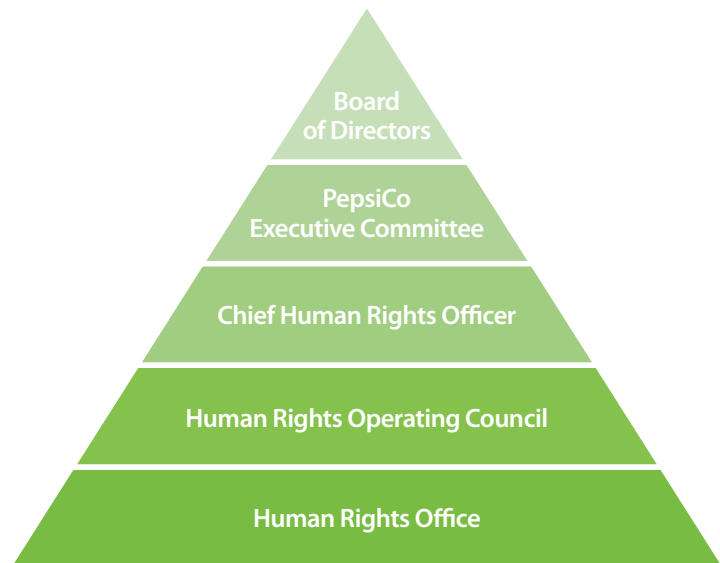 Board
of Directors
PepsiCo
Executive Committee
Chief Human Rights Officer
Human Rights Operating Council
Human Rights Office